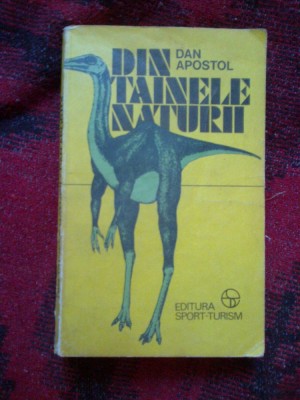 DIN
DAN
APOSTOL
TAINELE
NATURII
EDITURA
SPORT-TURISM